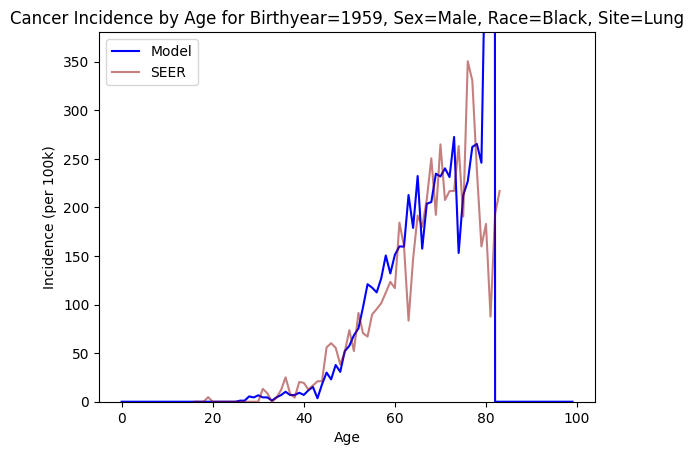 Cancer Incidence by Age for Birthyear=1959, Sex=Male, Race=Black, Site=Lung
Model
SEER
350
300
250
200
150
100
50
0
Incidence (per 100k)
0 20 40 60 80 100
Age